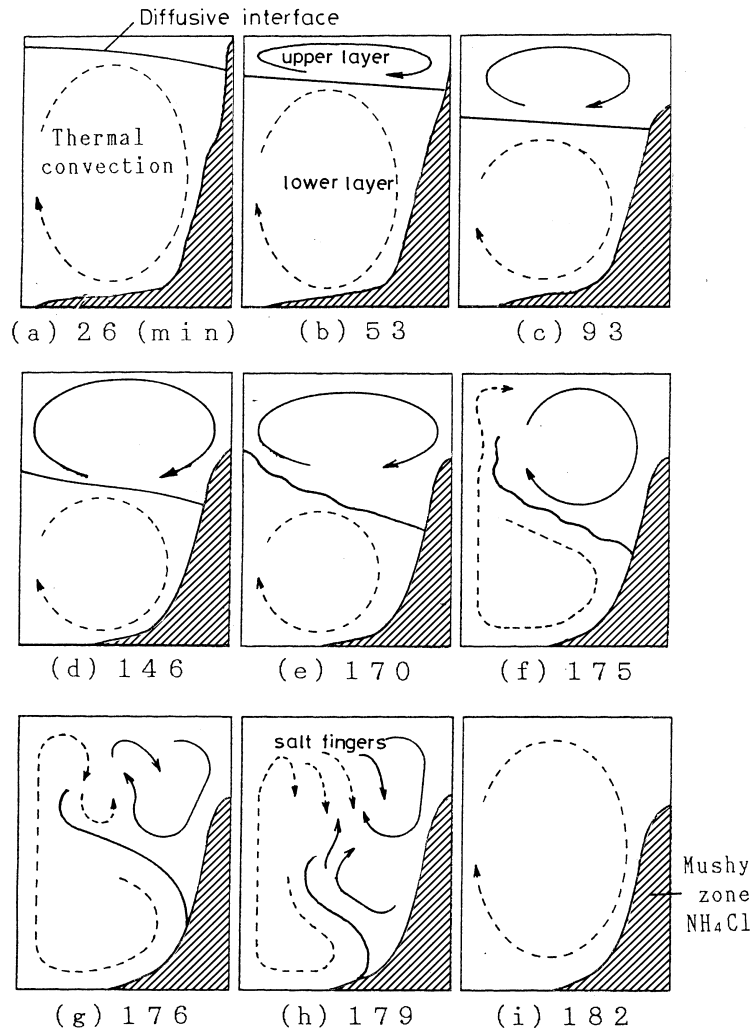 Diffusive interface
Thermal
convection
upper layer
lower layer
(a) 26 (min)
(b) 53
(c) 93
(d) 146
(e) 170
(f) 175
salt fingers
Mushy
zone
NH₄Cl
(g) 176
(h) 179
(i) 182